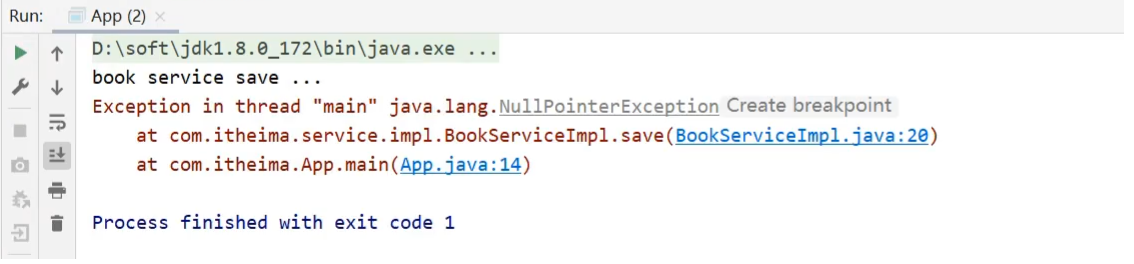 Run: App (2) ×
D:\soft\jdk1.8.0_172\bin\java.exe ...
book service save ...
Exception in thread "main" java.lang.NullPointerException Create breakpoint
at com.itheima.service.impl.BookServiceImpl.save(BookServiceImpl.java:20)
at com.itheima.App.main(App.java:14)
Process finished with exit code 1